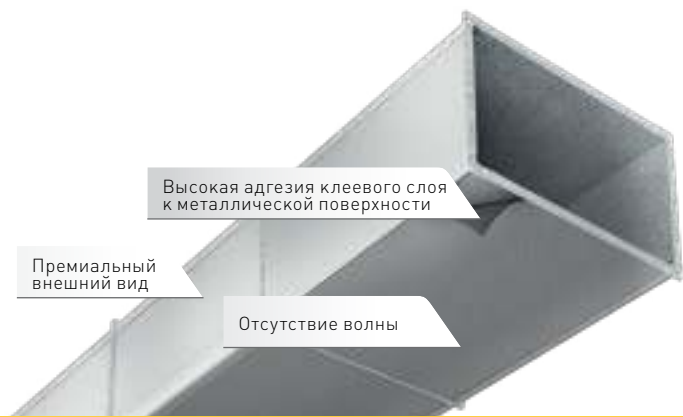 Высокая адгезия клеевого слоя
к металлической поверхности
Премиальный
внешний вид
Отсутствие волны